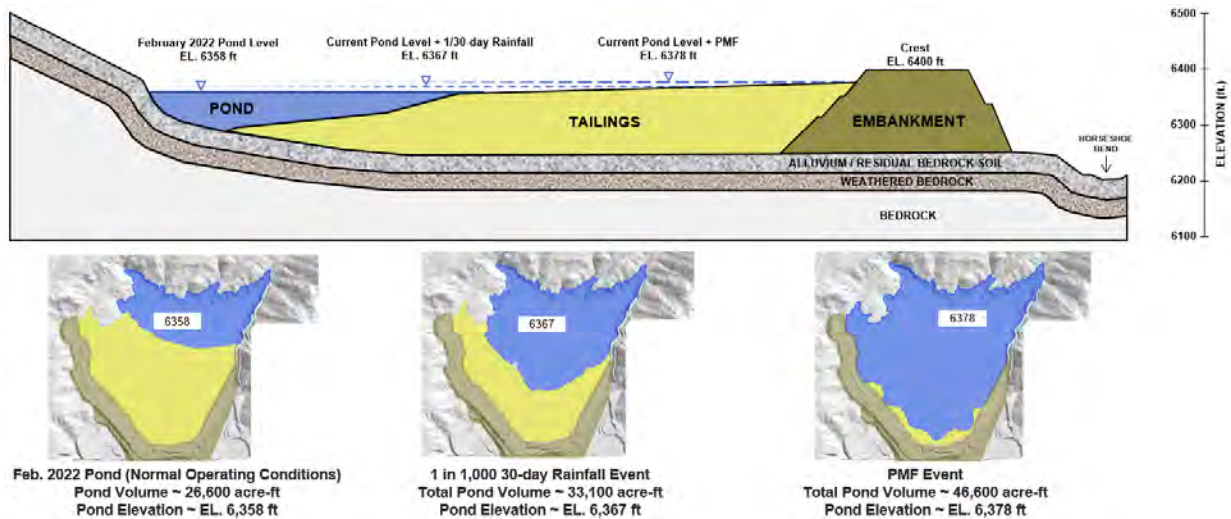 February 2022 Pond Level
EL. 6358 ft
Current Pond Level + 1/30-day Rainfall
EL. 6367 ft
Current Pond Level + PMF
EL. 6378 ft
Crest
EL. 6400 ft
POND
TAILINGS
EMBANKMENT
ALLUVIUM / RESIDUAL BEDROCK SOIL
WEATHERED BEDROCK
BEDROCK
HORSESHOE
BEND
6500
6400
6300
6200
6100
ELEVATION (ft.)
6358
6367
6378
Feb. 2022 Pond (Normal Operating Conditions)
Pond Volume ~ 26,600 acre-ft
Pond Elevation ~ EL. 6,358 ft
1 in 1,000 30-day Rainfall Event
Total Pond Volume ~ 33,100 acre-ft
Pond Elevation ~ EL. 6,367 ft
PMF Event
Total Pond Volume ~ 46,600 acre-ft
Pond Elevation ~ EL. 6,378 ft